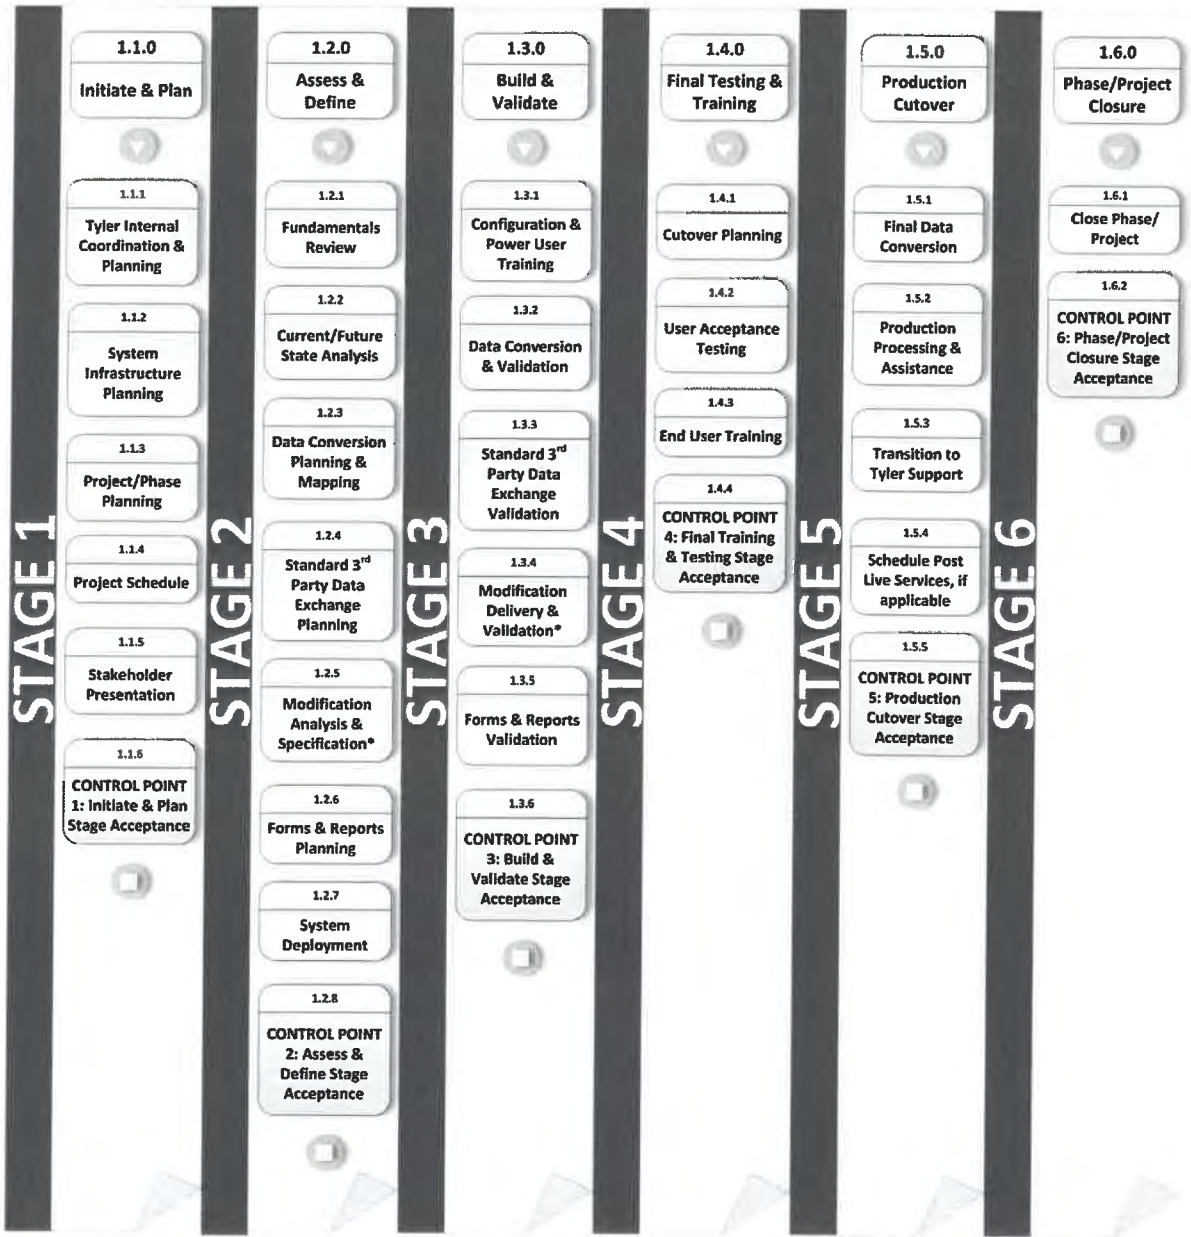 STAGE 1
1.1.0
Initiate & Plan
1.1.1
Tyler Internal
Coordination &
Planning
1.1.2
System
Infrastructure
Planning
1.1.3
Project/Phase
Planning
1.1.4
Project Schedule
1.1.5
Stakeholder
Presentation
1.1.6
CONTROL POINT
1: Initiate & Plan
Stage Acceptance
STAGE 2
1.2.0
Assess &
Define
1.2.1
Fundamentals
Review
1.2.2
Current/Future
State Analysis
1.2.3
Data Conversion
Planning &
Mapping
1.2.4
Standard 3rd
Party Data
Exchange
Planning
1.2.5
Modification
Analysis &
Specification*
1.2.6
Forms & Reports
Planning
1.2.7
System
Deployment
1.2.8
CONTROL POINT
2: Assess &
Define Stage
Acceptance
STAGE 3
1.3.0
Build &
Validate
1.3.1
Configuration &
Power User
Training
1.3.2
Data Conversion
& Validation
1.3.3
Standard 3rd
Party Data
Exchange
Validation
1.3.4
Modification
Delivery &
Validation*
1.3.5
Forms & Reports
Validation
1.3.6
CONTROL POINT
3: Build &
Validate Stage
Acceptance
STAGE 4
1.4.0
Final Testing &
Training
1.4.1
Cutover Planning
1.4.2
User Acceptance
Testing
1.4.3
End User Training
1.4.4
CONTROL POINT
4: Final Training
& Testing Stage
Acceptance
STAGE 5
1.5.0
Production
Cutover
1.5.1
Final Data
Conversion
1.5.2
Production
Processing &
Assistance
1.5.3
Transition to
Tyler Support
1.5.4
Schedule Post
Live Services, if
applicable
1.5.5
CONTROL POINT
5: Production
Cutover Stage
Acceptance
STAGE 6
1.6.0
Phase/Project
Closure
1.6.1
Close Phase/
Project
1.6.2
CONTROL POINT
6: Phase/Project
Closure Stage
Acceptance